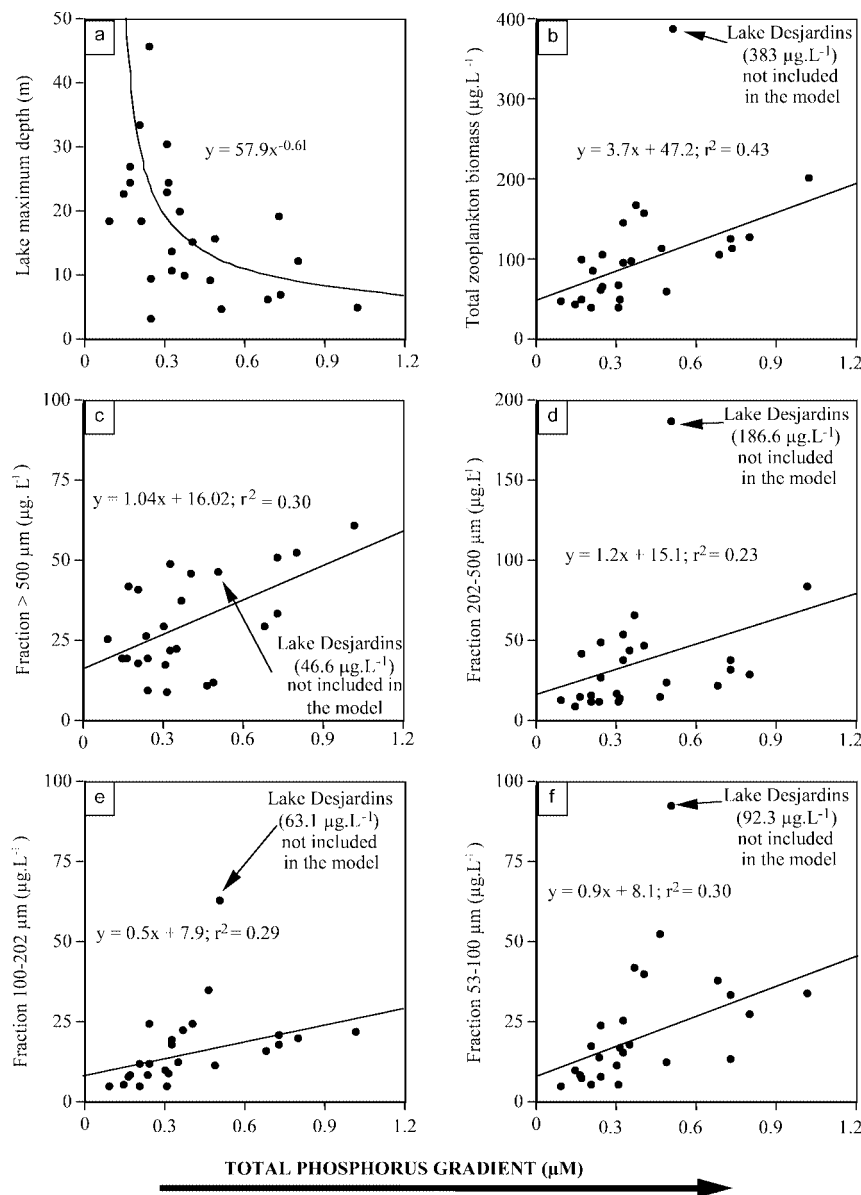 a
Lake maximum depth (m)
50
40
30
20
10
0
y = 57.9x^-0.61
0 0.3 0.6 0.9 1.2
b
Total zooplankton biomass (µg.L⁻¹)
400
300
200
100
0
Lake Desjardins
(383 µg.L⁻¹)
not included
in the model
y = 3.7x + 47.2; r² = 0.43
0 0.3 0.6 0.9 1.2
c
Fraction > 500 µm (µg. L⁻¹)
100
75
50
25
0
y = 1.04x + 16.02; r² = 0.30
Lake Desjardins
(46.6 µg.L⁻¹)
not included in
the model
0 0.3 0.6 0.9 1.2
d
Fraction 202-500 µm (µg.L⁻¹)
200
150
100
50
0
Lake Desjardins
(186.6 µg.L⁻¹)
not included
in the model
y = 1.2x + 15.1; r² = 0.23
0 0.3 0.6 0.9 1.2
e
Fraction 100-202 µm (µg.L⁻¹)
100
75
50
25
0
Lake Desjardins
(63.1 µg.L⁻¹)
not included
in the model
y = 0.5x + 7.9; r² = 0.29
0 0.3 0.6 0.9 1.2
f
Fraction 53-100 µm (µg.L⁻¹)
100
75
50
25
0
Lake Desjardins
(92.3 µg.L⁻¹)
not included
in the model
y = 0.9x + 8.1; r² = 0.30
0 0.3 0.6 0.9 1.2
TOTAL PHOSPHORUS GRADIENT (µM)